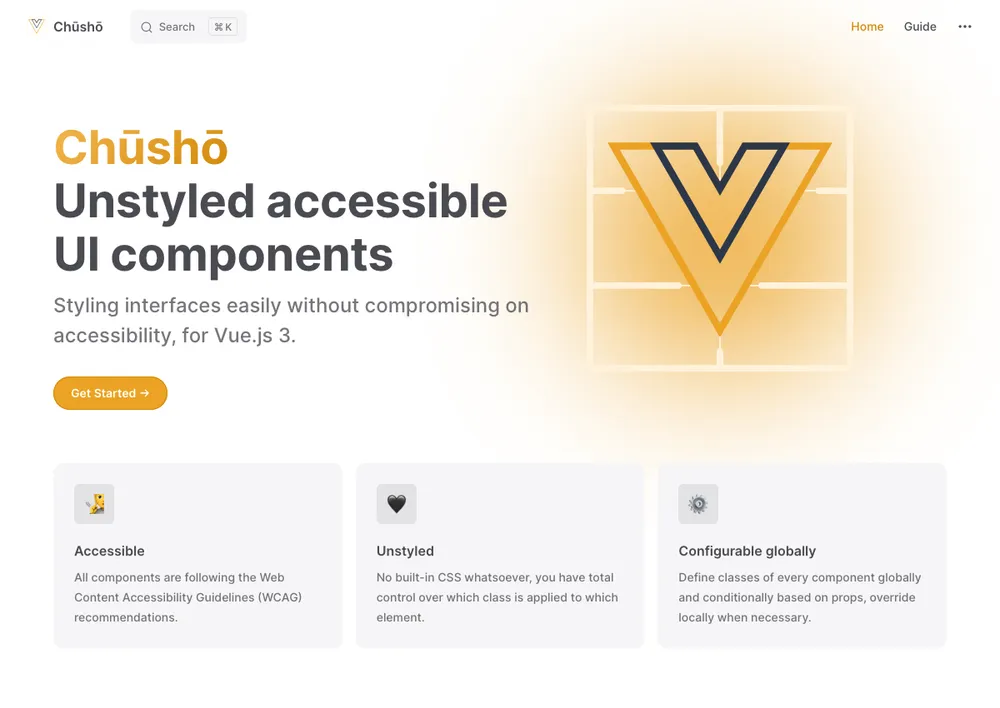 Chūshō
Search
⌘ K
Home
Guide
Chūshō
Unstyled accessible
UI components
Styling interfaces easily without compromising on
accessibility, for Vue.js 3.
Get Started →
Accessible
All components are following the Web
Content Accessibility Guidelines (WCAG)
recommendations.
Unstyled
No built-in CSS whatsoever, you have total
control over which class is applied to which
element.
Configurable globally
Define classes of every component globally
and conditionally based on props, override
locally when necessary.